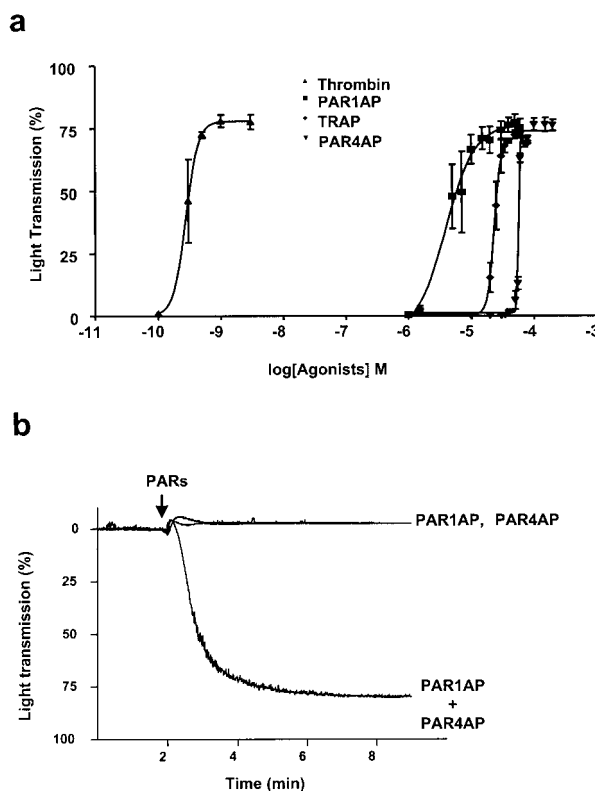 a
100
75
50
25
0
Light Transmission (%)
Thrombin
PAR1AP
TRAP
PAR4AP
-11 -10 -9 -8 -7 -6 -5 -4 -3
log[Agonists] M
b
PARs
0
25
50
75
100
Light transmission (%)
PAR1AP, PAR4AP
PAR1AP
+
PAR4AP
2 4 6 8
Time (min)